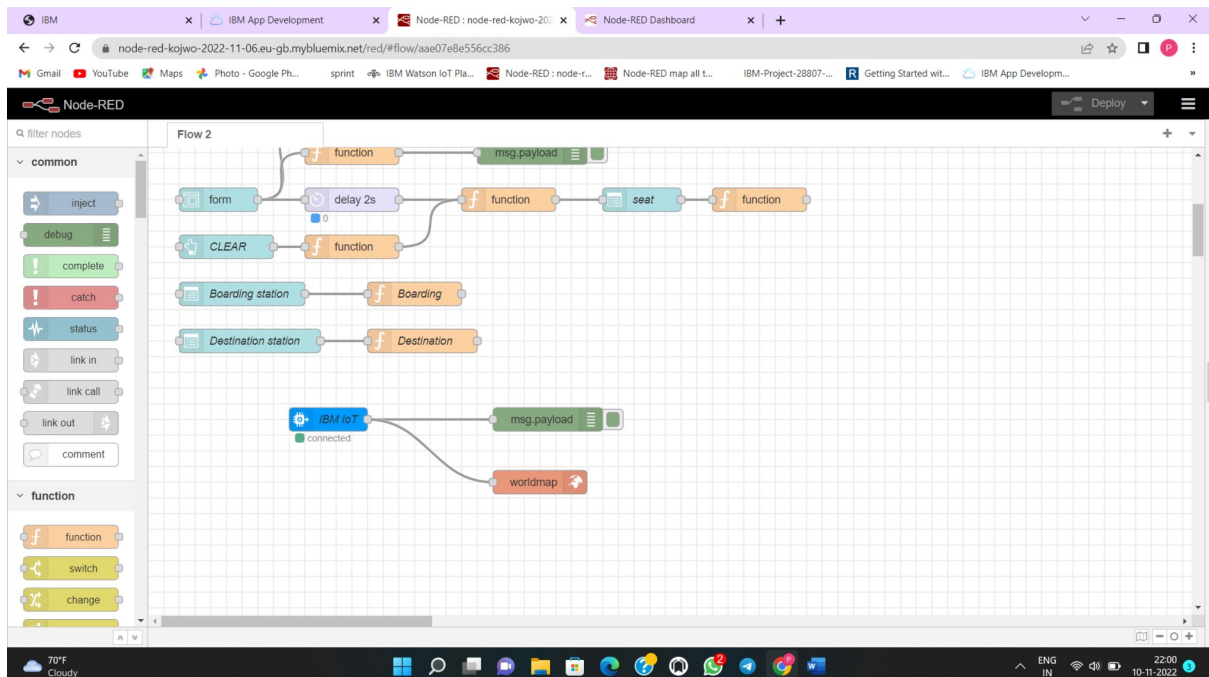 IBM
IBM App Development
Node-RED : node-red-kojwo-202
Node-RED Dashboard
node-red-kojwo-2022-11-06.eu-gb.mybluemix.net/red/#flow/aae07e8e556cc386
P
Gmail
YouTube
Maps
Photo - Google Ph...
sprint
IBM Watson IoT Pla...
Node-RED : node-r...
Node-RED map all t...
IBM-Project-28807-...
R Getting Started wit...
IBM App Developm...
»
Node-RED
Deploy
filter nodes
Flow 2
common
inject
debug
complete
catch
status
link in
link call
link out
comment
function
function
switch
change
function
msg.payload
form
delay 2s
function
seat
function
0
CLEAR
function
Boarding station
Boarding
Destination station
Destination
IBM IoT
msg.payload
connected
worldmap
70°F
Cloudy
2
P
W
ENG
IN
22:00
10-11-2022
3